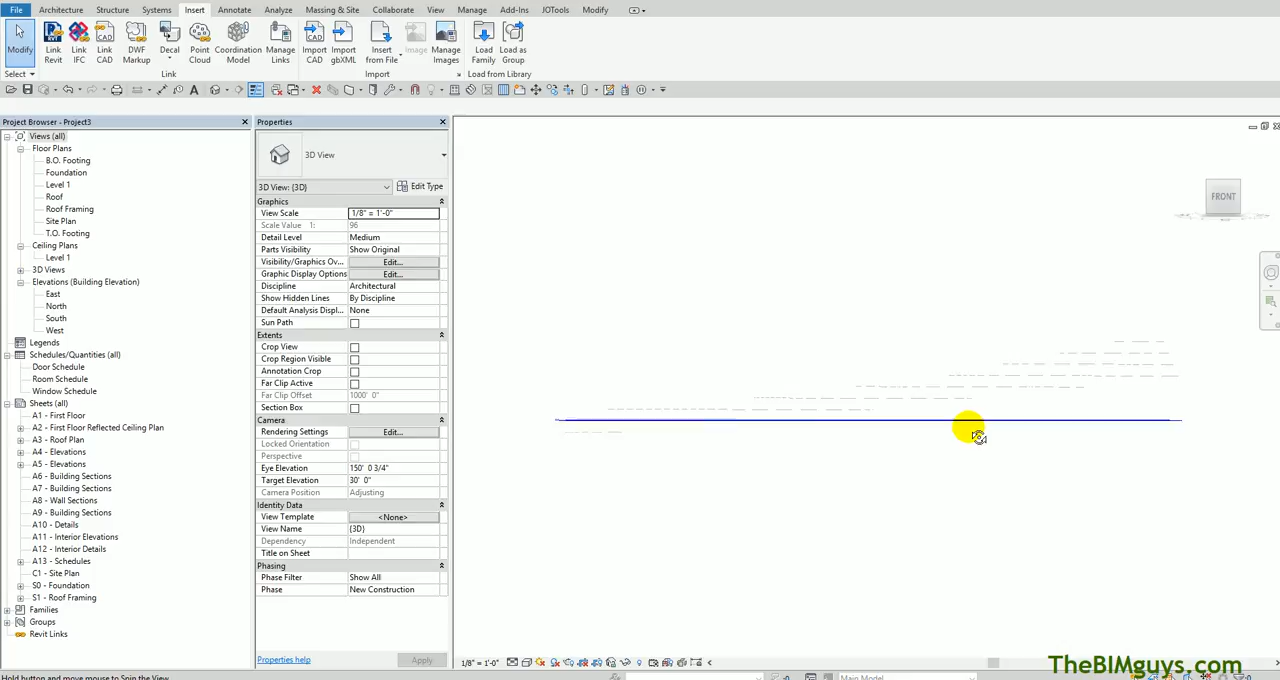 File Architecture Structure Systems Insert Annotate Analyze Massing & Site Collaborate View Manage Add-Ins JOTools Modify
Modify Link Revit Link IFC Link CAD DWF Markup Decal Point Cloud Coordination Model Manage Links Import CAD Import gbXML Insert from File Image Manage Images Load Family Load as Group
Select Link Import Load from Library
Project Browser - Project3
Views (all)
Floor Plans
B.O. Footing
Foundation
Level 1
Roof
Roof Framing
Site Plan
T.O. Footing
Ceiling Plans
Level 1
3D Views
Elevations (Building Elevation)
East
North
South
West
Legends
Schedules/Quantities (all)
Door Schedule
Room Schedule
Window Schedule
Sheets (all)
A1 - First Floor
A2 - First Floor Reflected Ceiling Plan
A3 - Roof Plan
A4 - Elevations
A5 - Elevations
A6 - Building Sections
A7 - Building Sections
A8 - Wall Sections
A9 - Building Sections
A10 - Details
A11 - Interior Elevations
A12 - Interior Details
A13 - Schedules
C1 - Site Plan
S0 - Foundation
S1 - Roof Framing
Families
Groups
Revit Links
Properties
3D View
3D View: {3D} Edit Type
Graphics
View Scale 1/8" = 1'-0"
Scale Value 1: 96
Detail Level Medium
Parts Visibility Show Original
Visibility/Graphics Ov... Edit...
Graphic Display Options Edit...
Discipline Architectural
Show Hidden Lines By Discipline
Default Analysis Displ... None
Sun Path
Extents
Crop View
Crop Region Visible
Annotation Crop
Far Clip Active
Far Clip Offset 1000' 0"
Section Box
Camera
Rendering Settings Edit...
Locked Orientation
Perspective
Eye Elevation 150' 0 3/4"
Target Elevation 30' 0"
Camera Position Adjusting
Identity Data
View Template <None>
View Name {3D}
Dependency Independent
Title on Sheet
Phasing
Phase Filter Show All
Phase New Construction
Properties help Apply
FRONT
1/8" = 1'-0"
TheBIMguys.com
Hold button and move mouse to Spin the View
Main Model